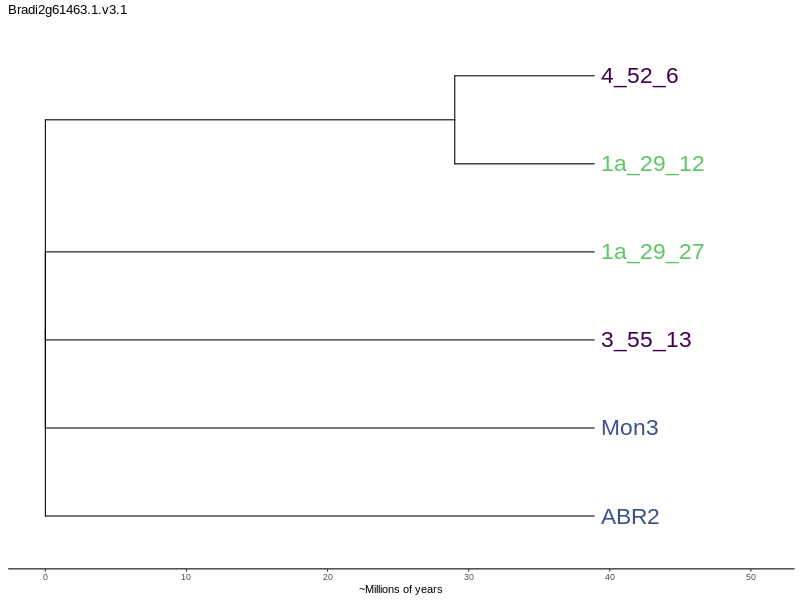 Bradi2g61463.1.v3.1
4_52_6
1a_29_12
1a_29_27
3_55_13
Mon3
ABR2
0 10 20 30 40 50
~Millions of years